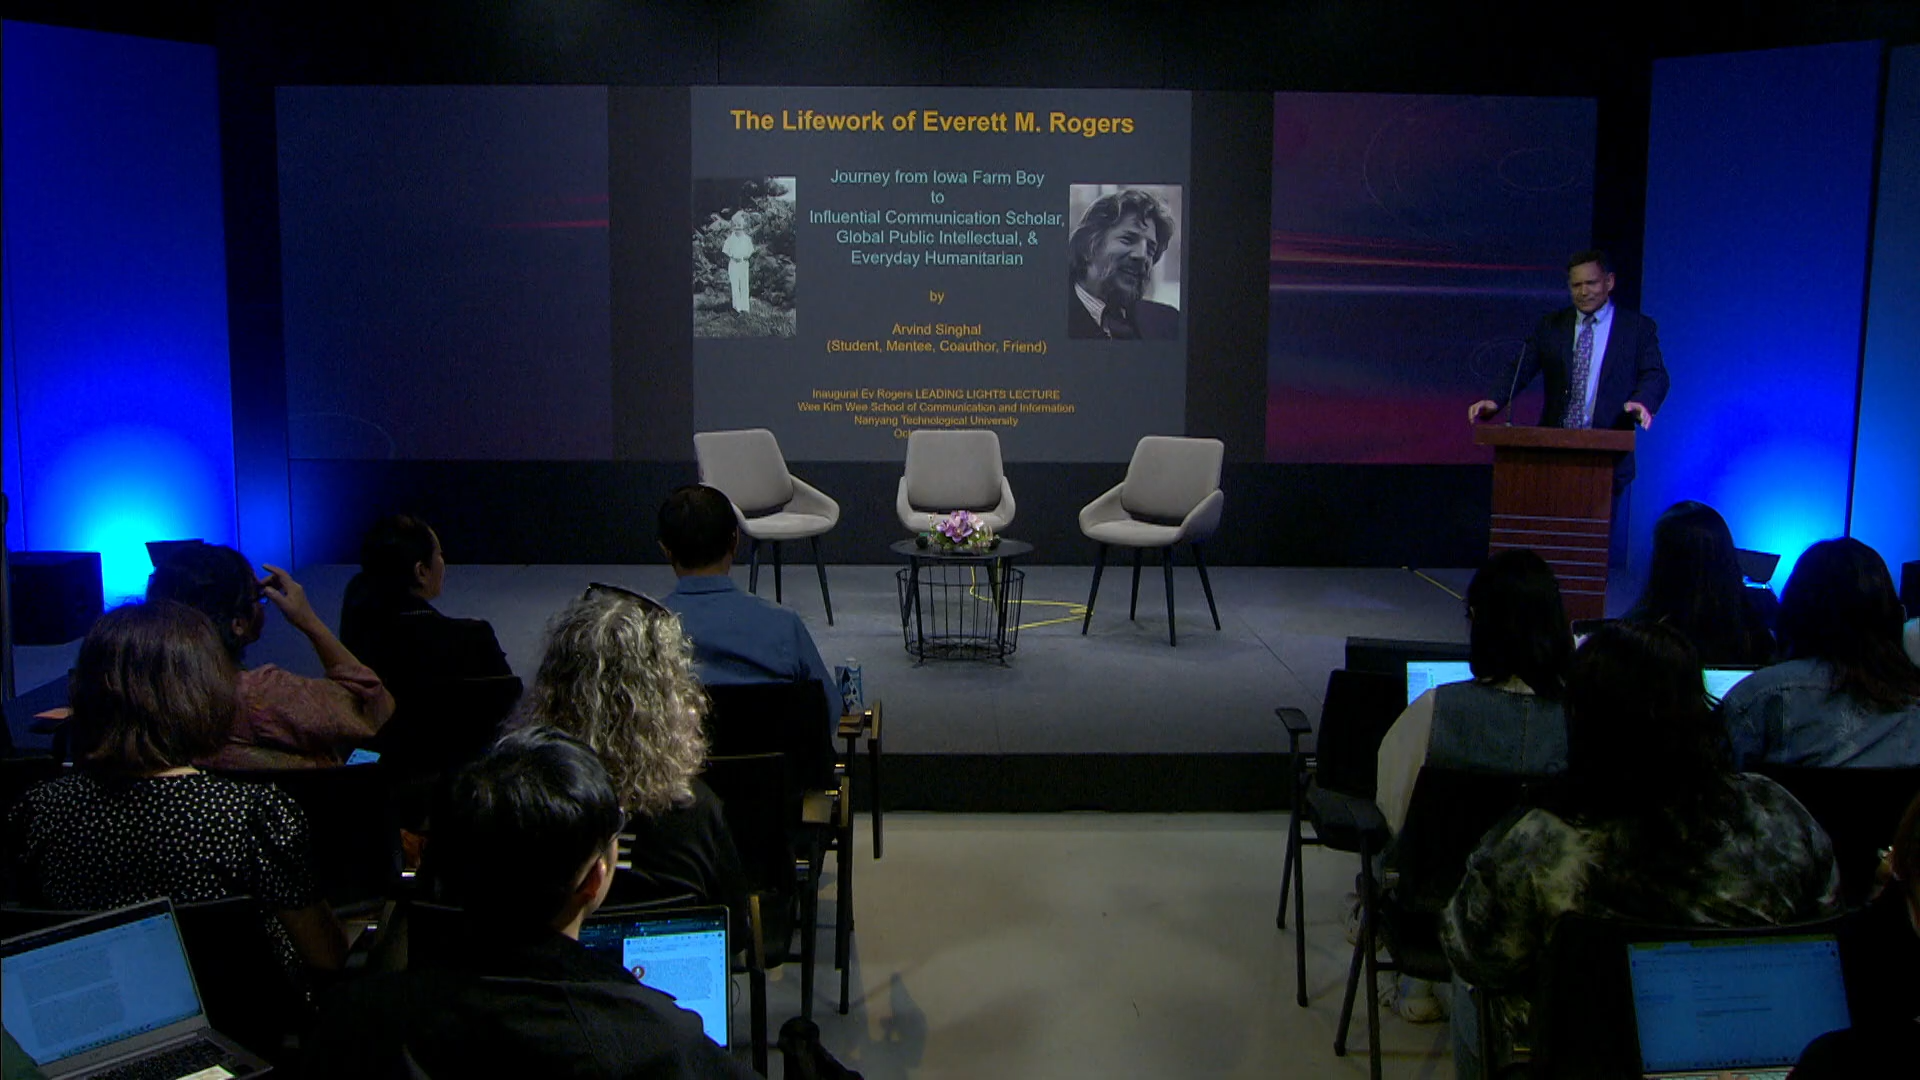 The Lifework of Everett M. Rogers
Journey from Iowa Farm Boy
to
Influential Communication Scholar,
Global Public Intellectual, &
Everyday Humanitarian
by
Arvind Singhal
(Student, Mentee, Coauthor, Friend)
Inaugural Ev Rogers LEADING LIGHTS LECTURE
Wee Kim Wee School of Communication and Information
Nanyang Technological University